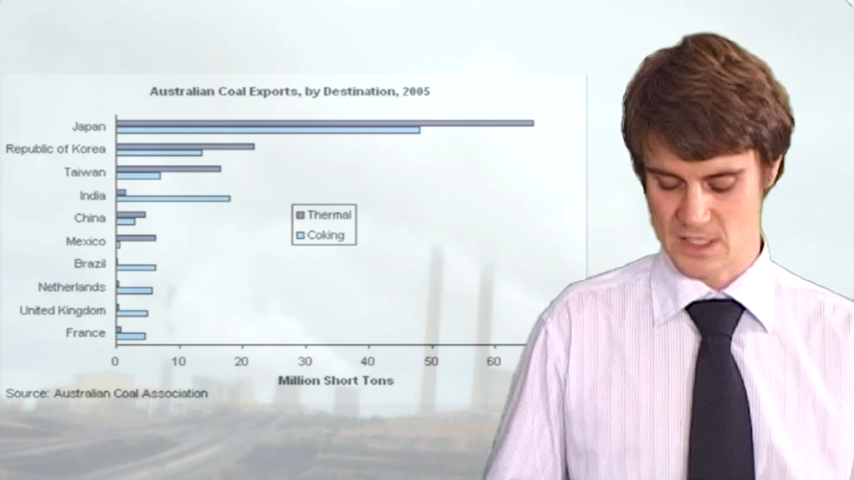 Australian Coal Exports, by Destination, 2005
Japan
Republic of Korea
Taiwan
India
China
Mexico
Brazil
Netherlands
United Kingdom
France
Thermal
Coking
0 10 20 30 40 50 60
Million Short Tons
Source: Australian Coal Association